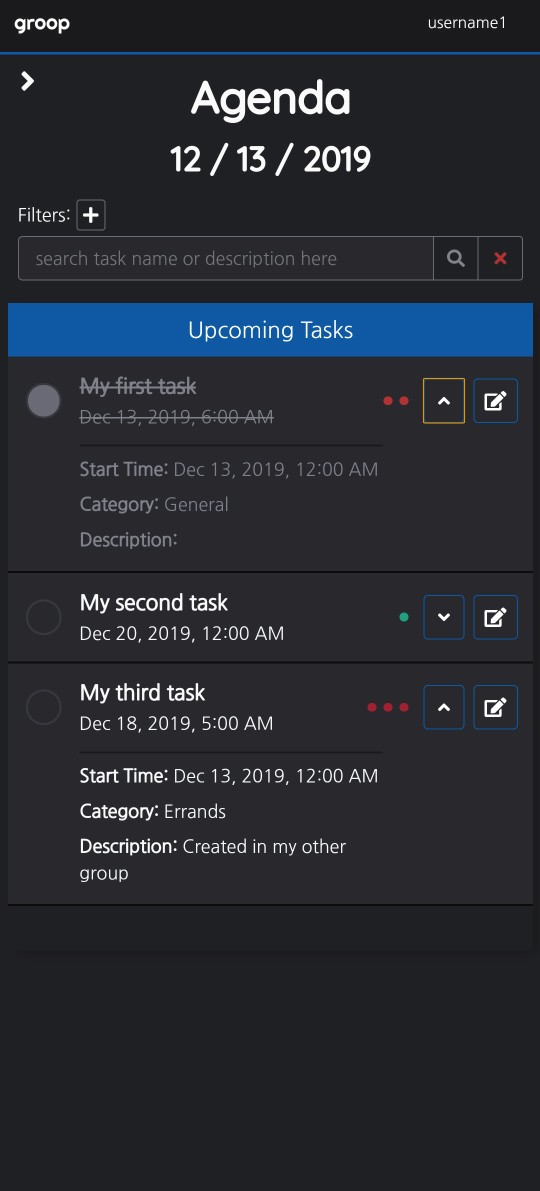 groop
username1
Agenda
12 / 13 / 2019
Filters:
search task name or description here
Upcoming Tasks
My first task
Dec 13, 2019, 6:00 AM
Start Time: Dec 13, 2019, 12:00 AM
Category: General
Description:
My second task
Dec 20, 2019, 12:00 AM
My third task
Dec 18, 2019, 5:00 AM
Start Time: Dec 13, 2019, 12:00 AM
Category: Errands
Description: Created in my other
group